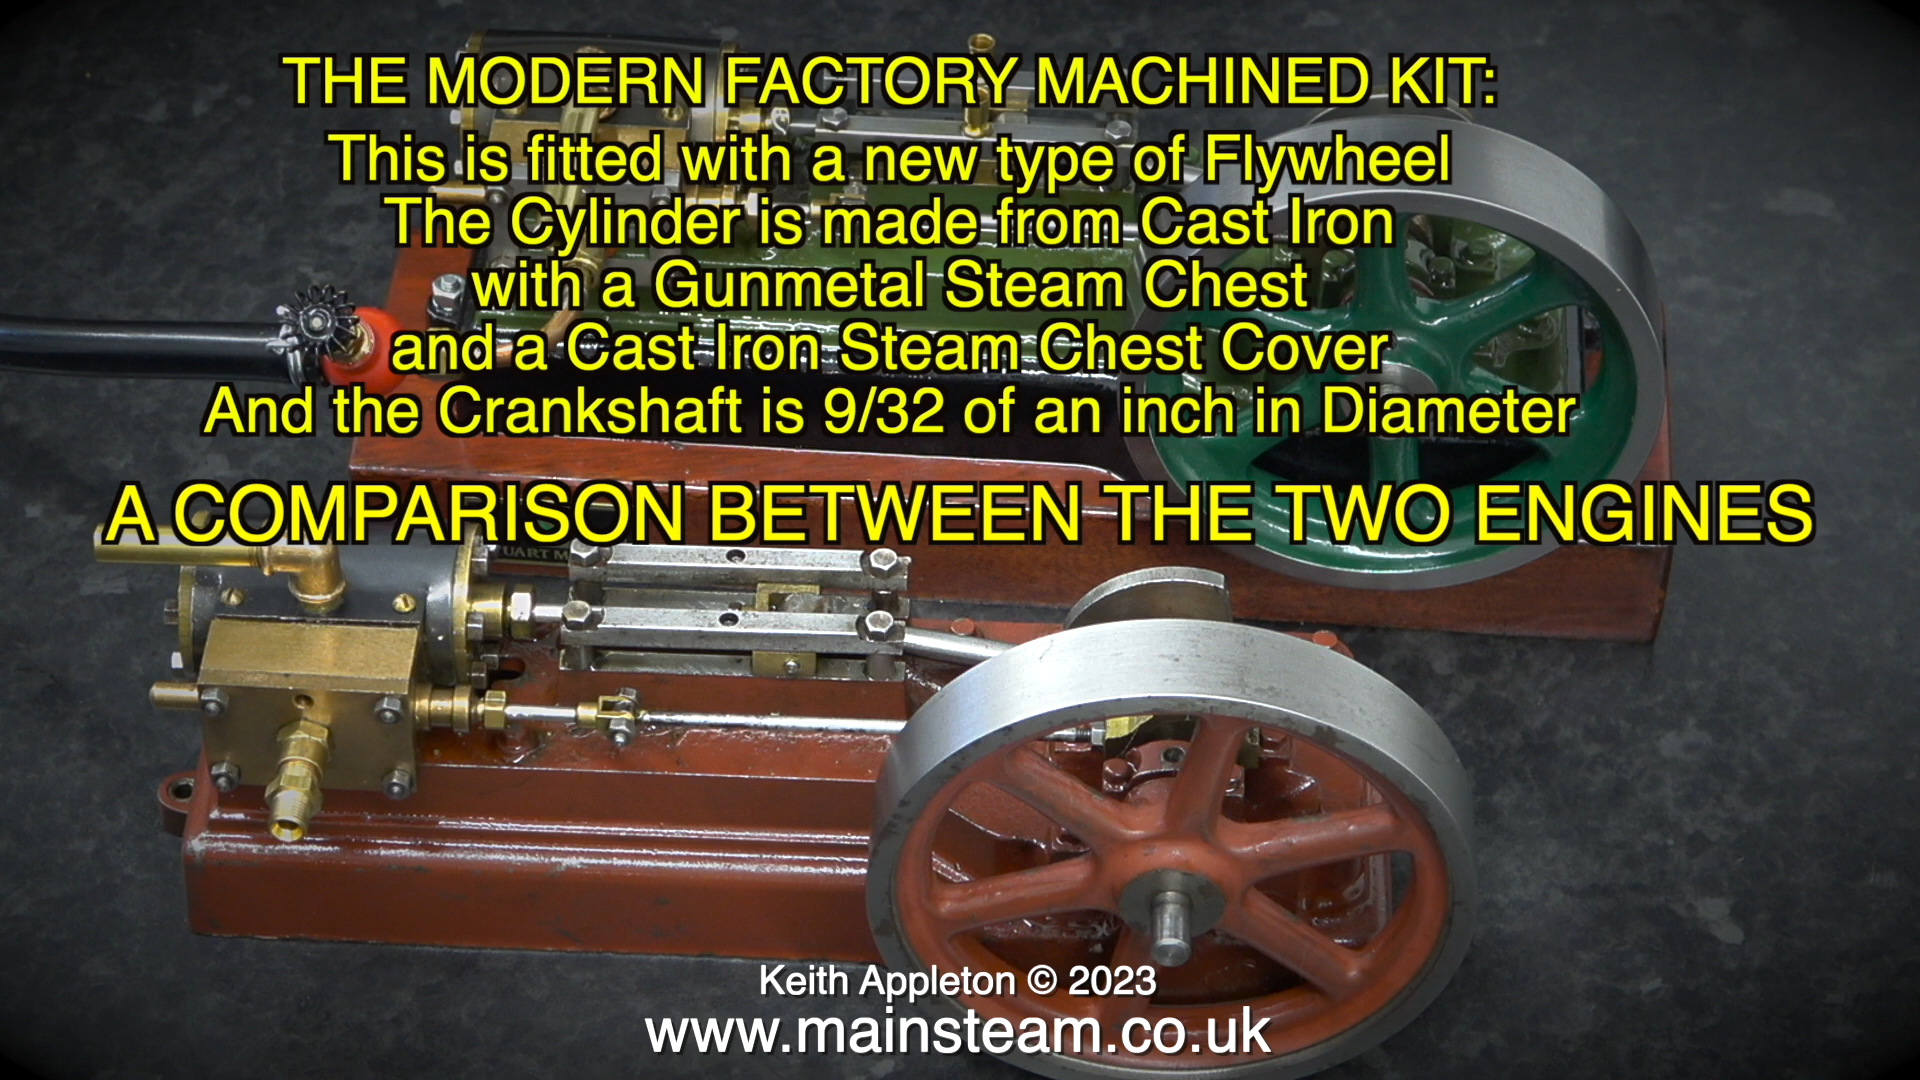 THE MODERN FACTORY MACHINED KIT:
This is fitted with a new type of Flywheel
The Cylinder is made from Cast Iron
with a Gunmetal Steam Chest
and a Cast Iron Steam Chest Cover
And the Crankshaft is 9/32 of an inch in Diameter
A COMPARISON BETWEEN THE TWO ENGINES
Keith Appleton © 2023
www.mainsteam.co.uk